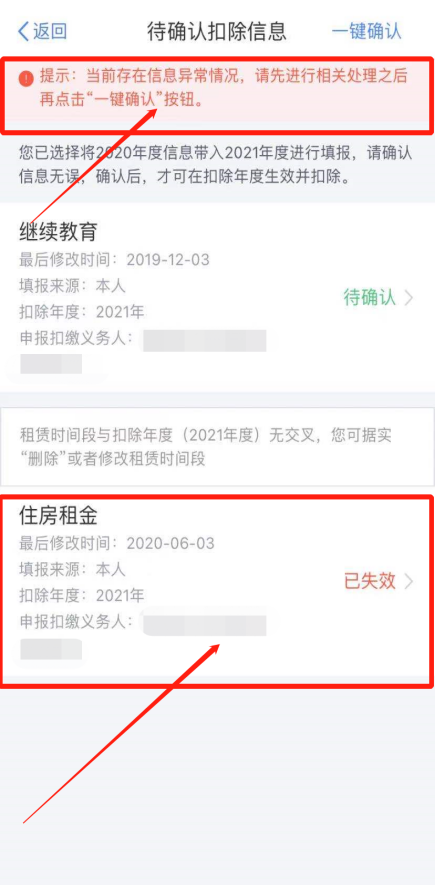 返回 待确认扣除信息 一键确认
提示：当前存在信息异常情况，请先进行相关处理之后
再点击“一键确认”按钮。
您已选择将2020年度信息带入2021年度进行填报，请确认
信息无误，确认后，才可在扣除年度生效并扣除。
继续教育
最后修改时间：2019-12-03
填报来源：本人
待确认
扣除年度：2021年
申报扣缴义务人：
租赁时间段与扣除年度（2021年度）无交叉，您可据实
“删除”或者修改租赁时间段
住房租金
最后修改时间：2020-06-03
填报来源：本人
已失效
扣除年度：2021年
申报扣缴义务人：